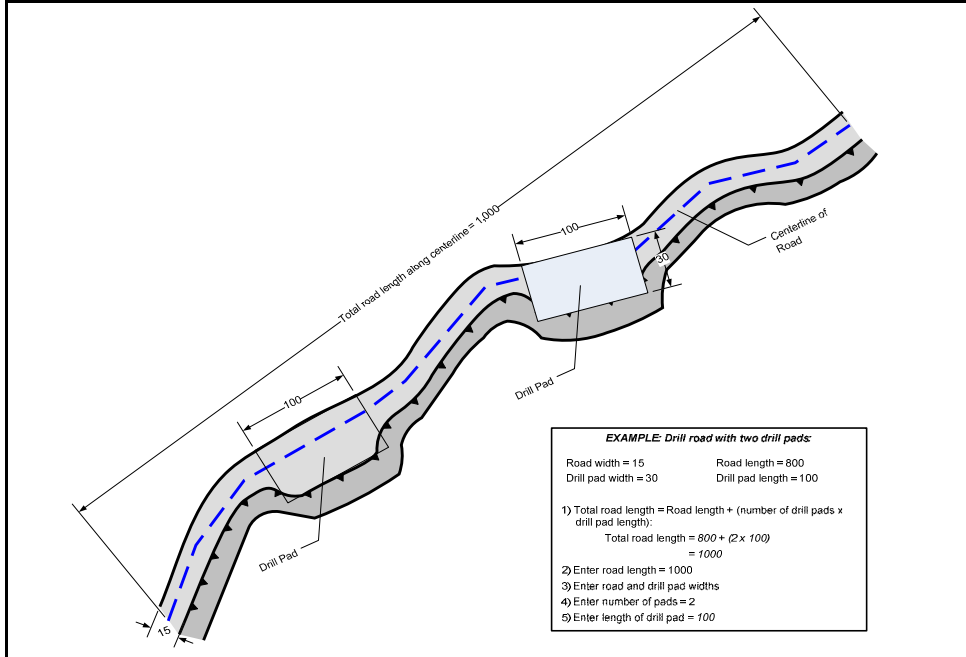 Total road length along centerline = 1,000
100
30
Centerline of
Road
Drill Pad
100
Drill Pad
15
EXAMPLE: Drill road with two drill pads:
Road width = 15 Road length = 800
Drill pad width = 30 Drill pad length = 100
1) Total road length = Road length + (number of drill pads x
drill pad length):
Total road length = 800 + (2 x 100)
= 1000
2) Enter road length = 1000
3) Enter road and drill pad widths
4) Enter number of pads = 2
5) Enter length of drill pad = 100